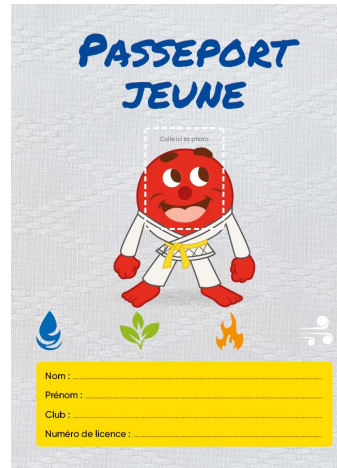 PASSEPORT
JEUNE
Colle ici ta photo
Nom :
Prénom :
Club :
Numéro de licence :